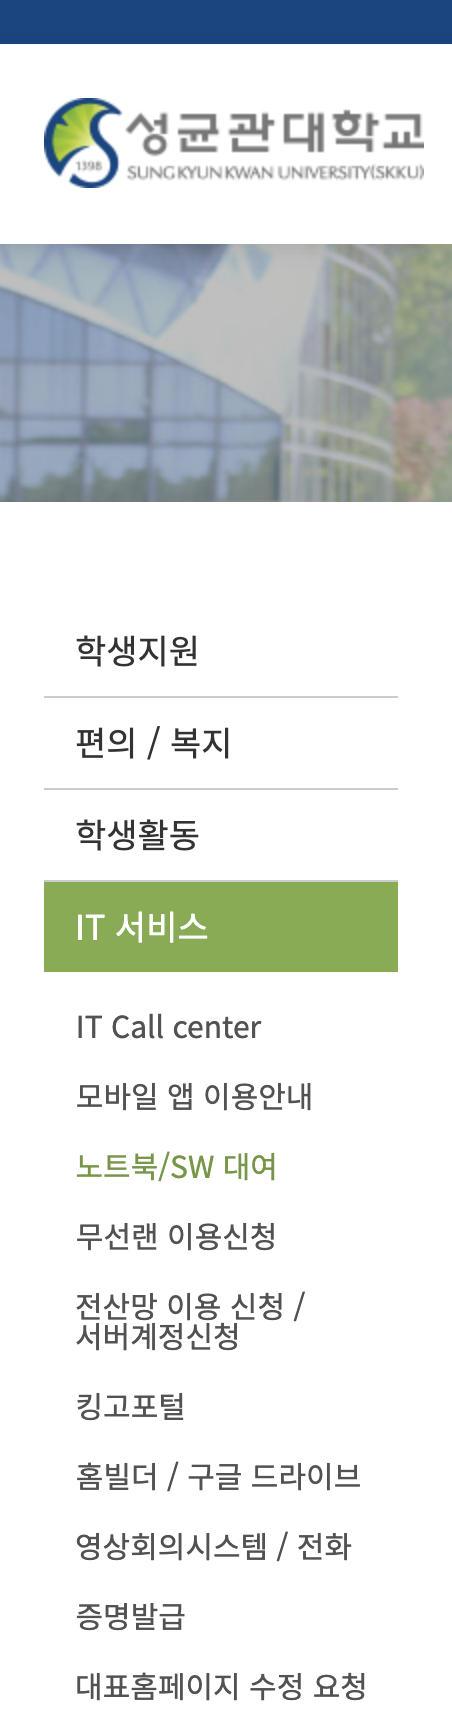 성균관대학교
1398
SUNG KYUN KWAN UNIVERSITY(SKKU)
학생지원
편의 / 복지
학생활동
IT 서비스
IT Call center
모바일 앱 이용안내
노트북/SW 대여
무선랜 이용신청
전산망 이용 신청 /
서버계정신청
킹고포털
홈빌더 / 구글 드라이브
영상회의시스템 / 전화
증명발급
대표홈페이지 수정 요청